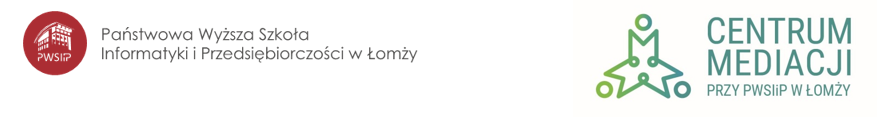 PWSIiP
Państwowa Wyższa Szkoła
Informatyki i Przedsiębiorczości w Łomży
CENTRUM
MEDIACJI
PRZY PWSIiP W ŁOMŻY